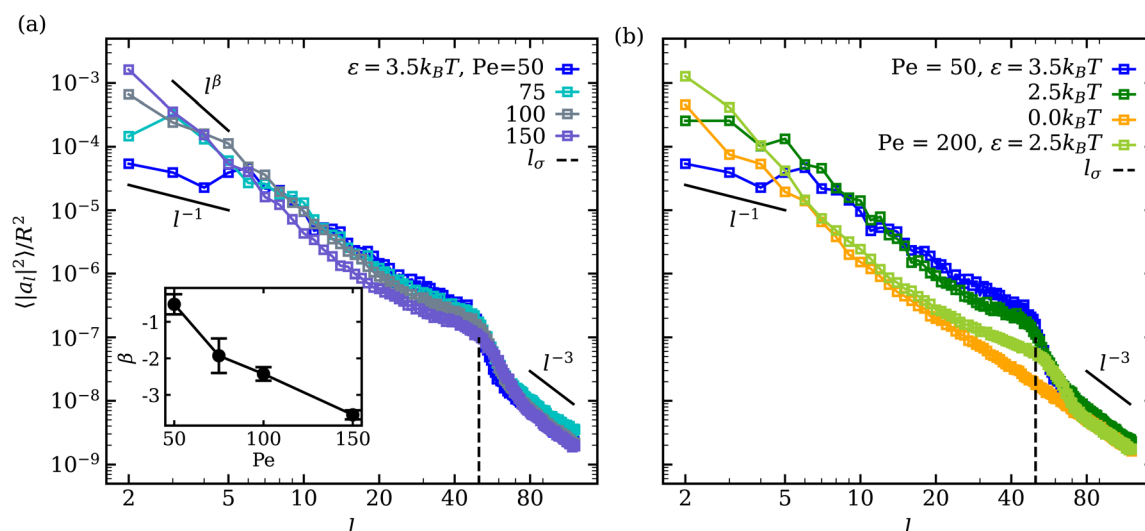 (a)
(b)
ε = 3.5k_BT, Pe=50
75
100
150
l_σ
l^β
l^{-1}
l^{-3}
⟨|a_l|^2⟩/R^2
10^{-3}
10^{-4}
10^{-5}
10^{-6}
10^{-7}
10^{-8}
10^{-9}
β
-1
-2
-3
50
100
150
Pe
2
5
10
20
40
80
l
Pe = 50, ε = 3.5k_BT
2.5k_BT
0.0k_BT
Pe = 200, ε = 2.5k_BT
l_σ
l^{-1}
l^{-3}
2
5
10
20
40
80
l